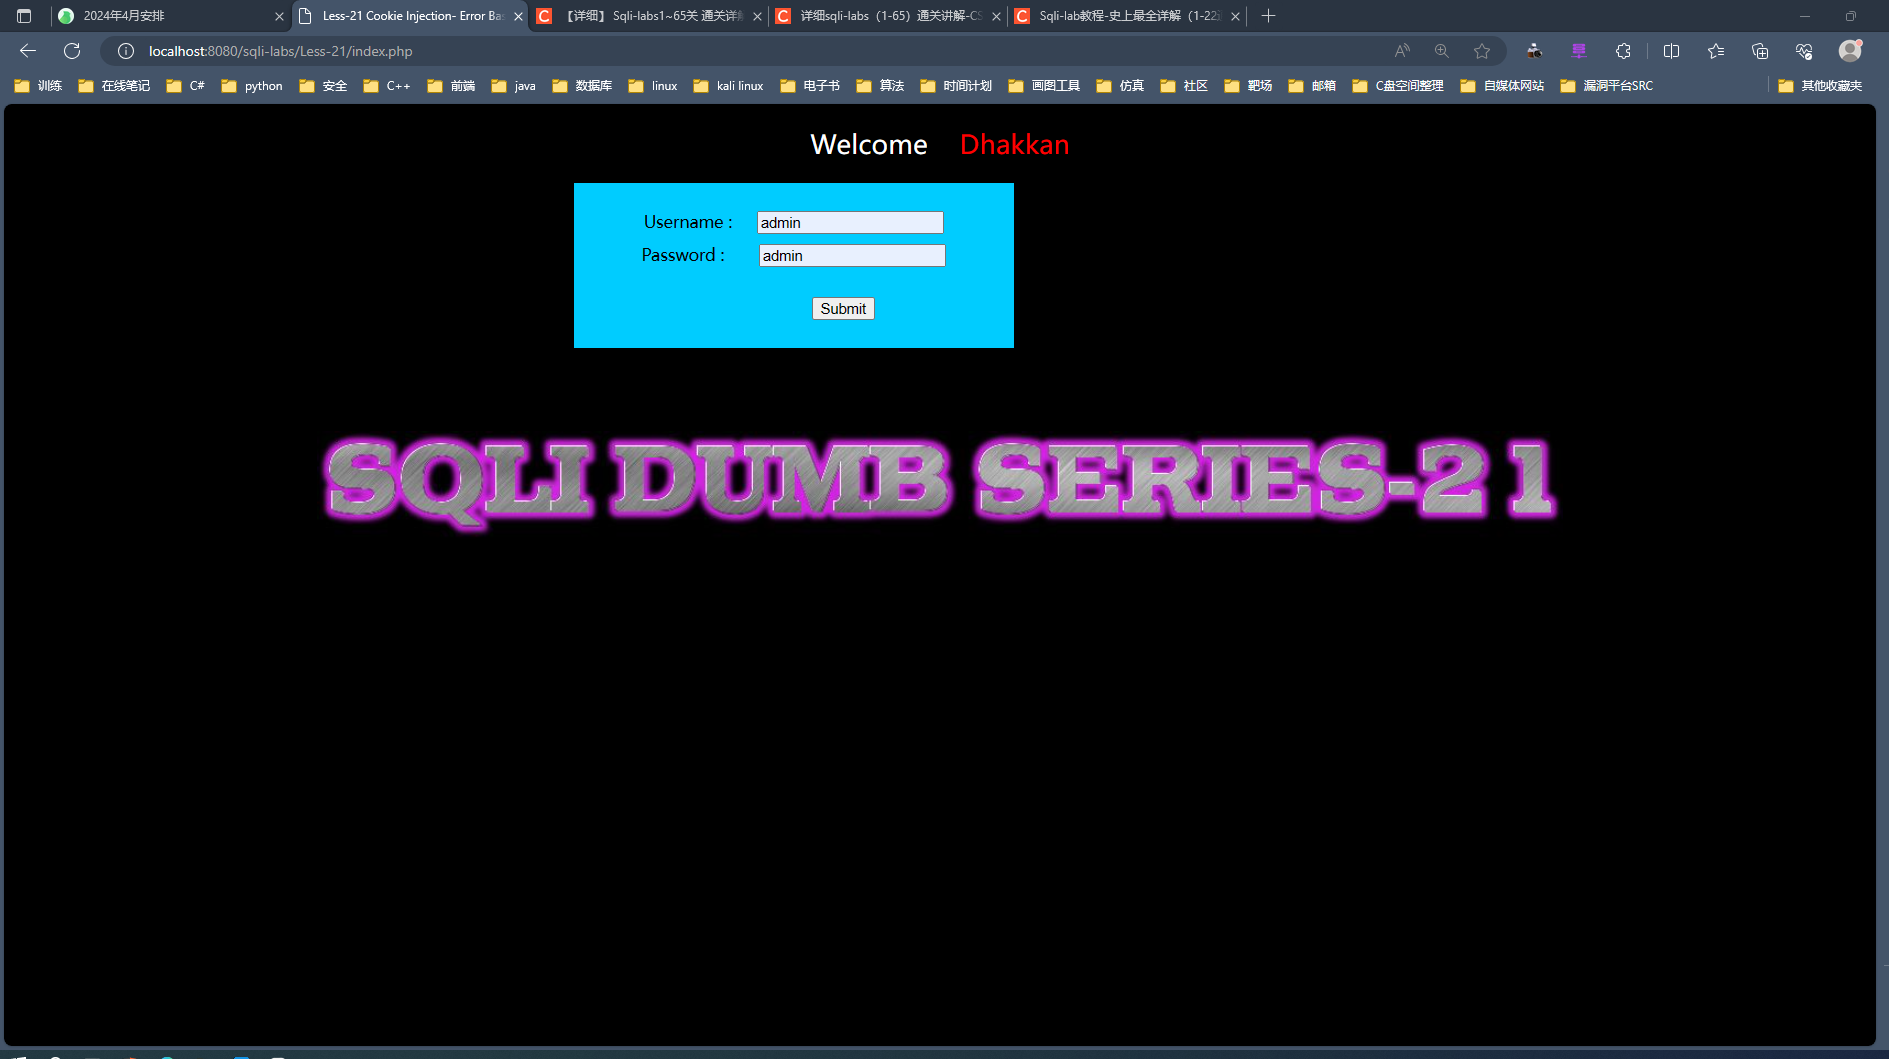 2024年4月安排
Less-21 Cookie Injection- Error Bas
【详细】 Sqli-labs1~65关 通关详解
详细sqli-labs（1-65）通关讲解-CS
Sqli-lab教程-史上最全详解（1-22通
localhost:8080/sqli-labs/Less-21/index.php
训练 在线笔记 C# python 安全 C++ 前端 java 数据库 linux kali linux 电子书 算法 时间计划 画图工具 仿真 社区 靶场 邮箱 C盘空间整理 自媒体网站 漏洞平台SRC 其他收藏夹
Welcome Dhakkan
Username : admin
Password : admin
Submit
SQLI DUMB SERIES-21